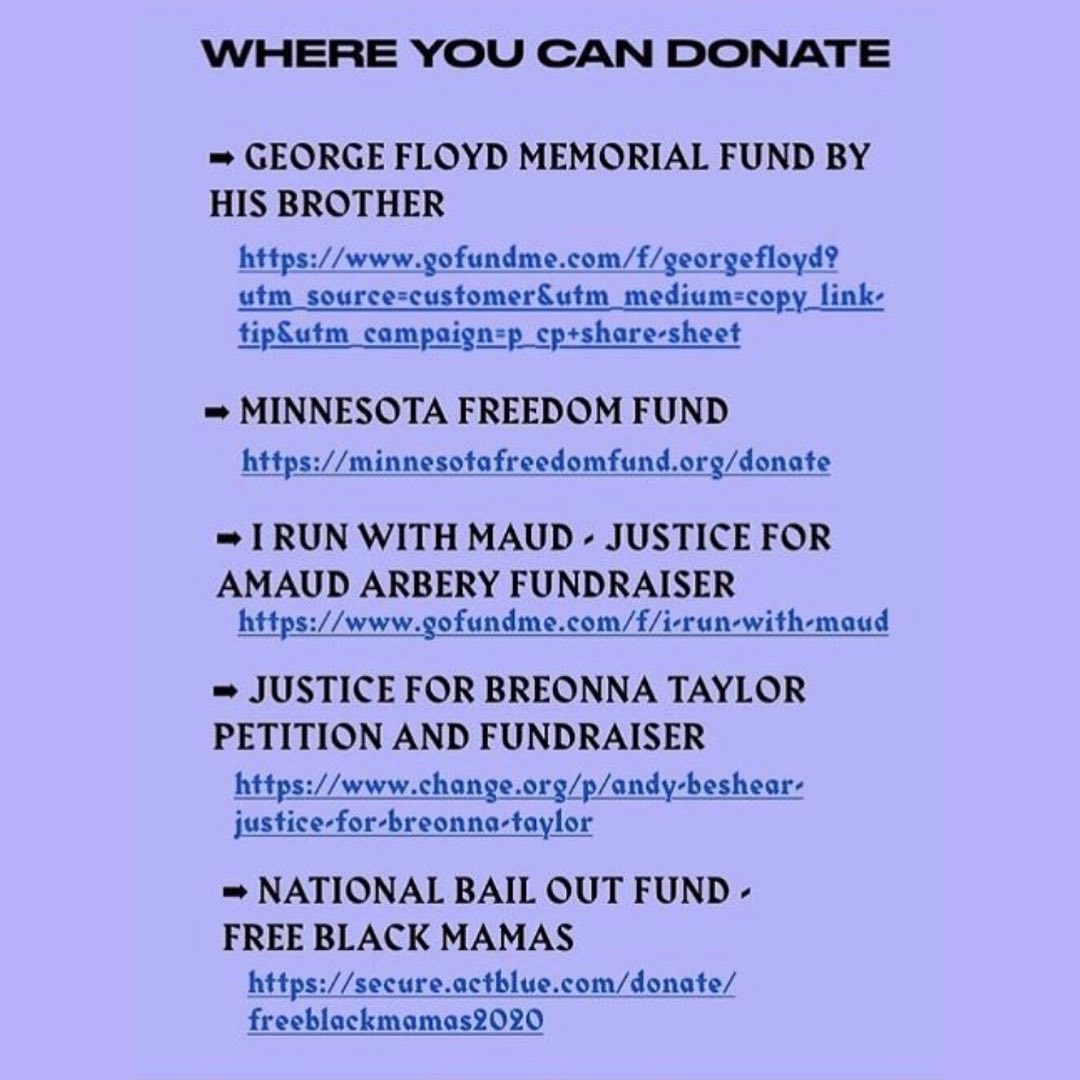 WHERE YOU CAN DONATE
➡ GEORGE FLOYD MEMORIAL FUND BY
HIS BROTHER
https://www.gofundme.com/f/georgefloyd?
utm_source=customer&utm_medium=copy_link-
tip&utm_campaign=p_cp+share-sheet
➡ MINNESOTA FREEDOM FUND
https://minnesotafreedomfund.org/donate
➡ I RUN WITH MAUD - JUSTICE FOR
AMAUD ARBERY FUNDRAISER
https://www.gofundme.com/f/i-run-with-maud
➡ JUSTICE FOR BREONNA TAYLOR
PETITION AND FUNDRAISER
https://www.change.org/p/andy-beshear-
justice-for-breonna-taylor
➡ NATIONAL BAIL OUT FUND -
FREE BLACK MAMAS
https://secure.actblue.com/donate/
freeblackmamas2020